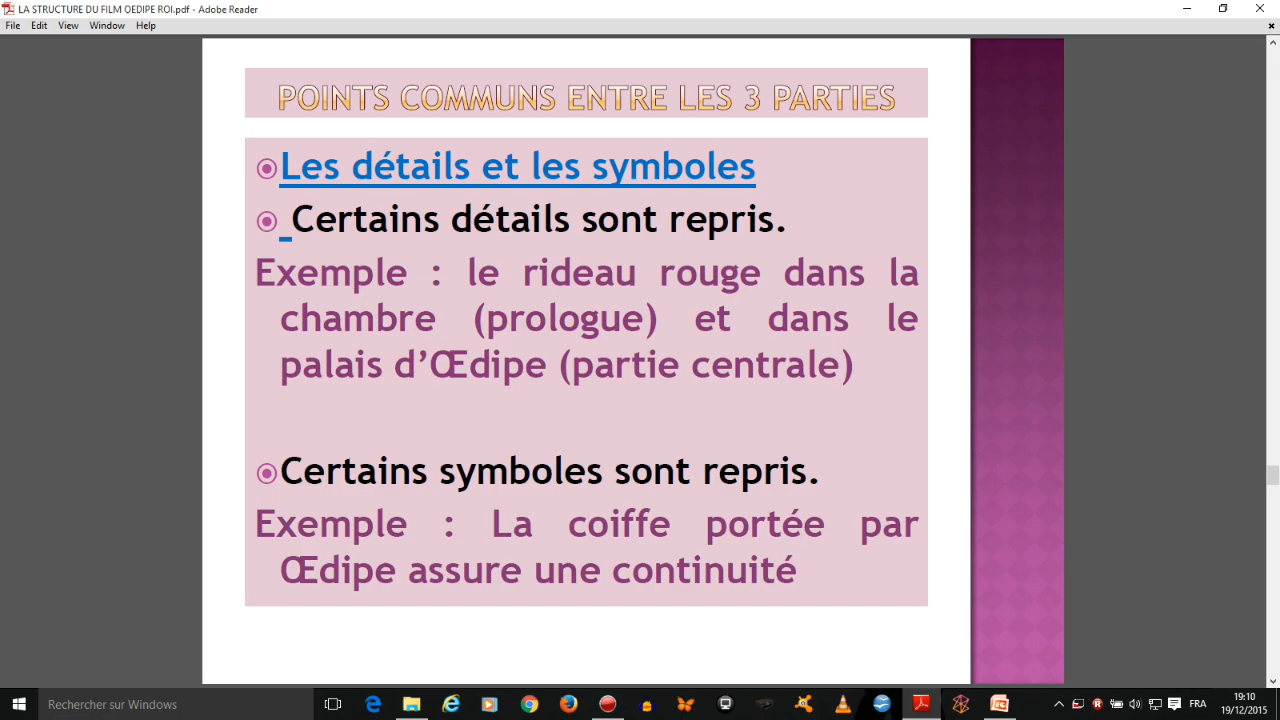 LA STRUCTURE DU FILM OEDIPE ROI.pdf - Adobe Reader
File Edit View Window Help
POINTS COMMUNS ENTRE LES 3 PARTIES
Les détails et les symboles
Certains détails sont repris.
Exemple : le rideau rouge dans la
chambre (prologue) et dans le
palais d’Œdipe (partie centrale)
Certains symboles sont repris.
Exemple : La coiffe portée par
Œdipe assure une continuité
Rechercher sur Windows
FRA
19:10
19/12/2015